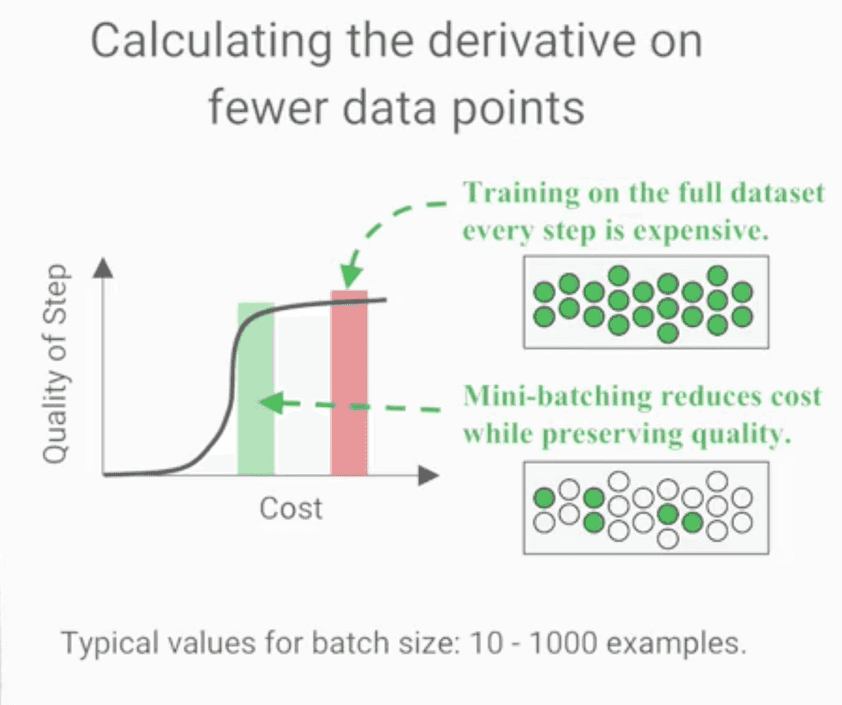 Calculating the derivative on
fewer data points
Training on the full dataset
every step is expensive.
Quality of Step
Mini-batching reduces cost
while preserving quality.
Cost
Typical values for batch size: 10 - 1000 examples.